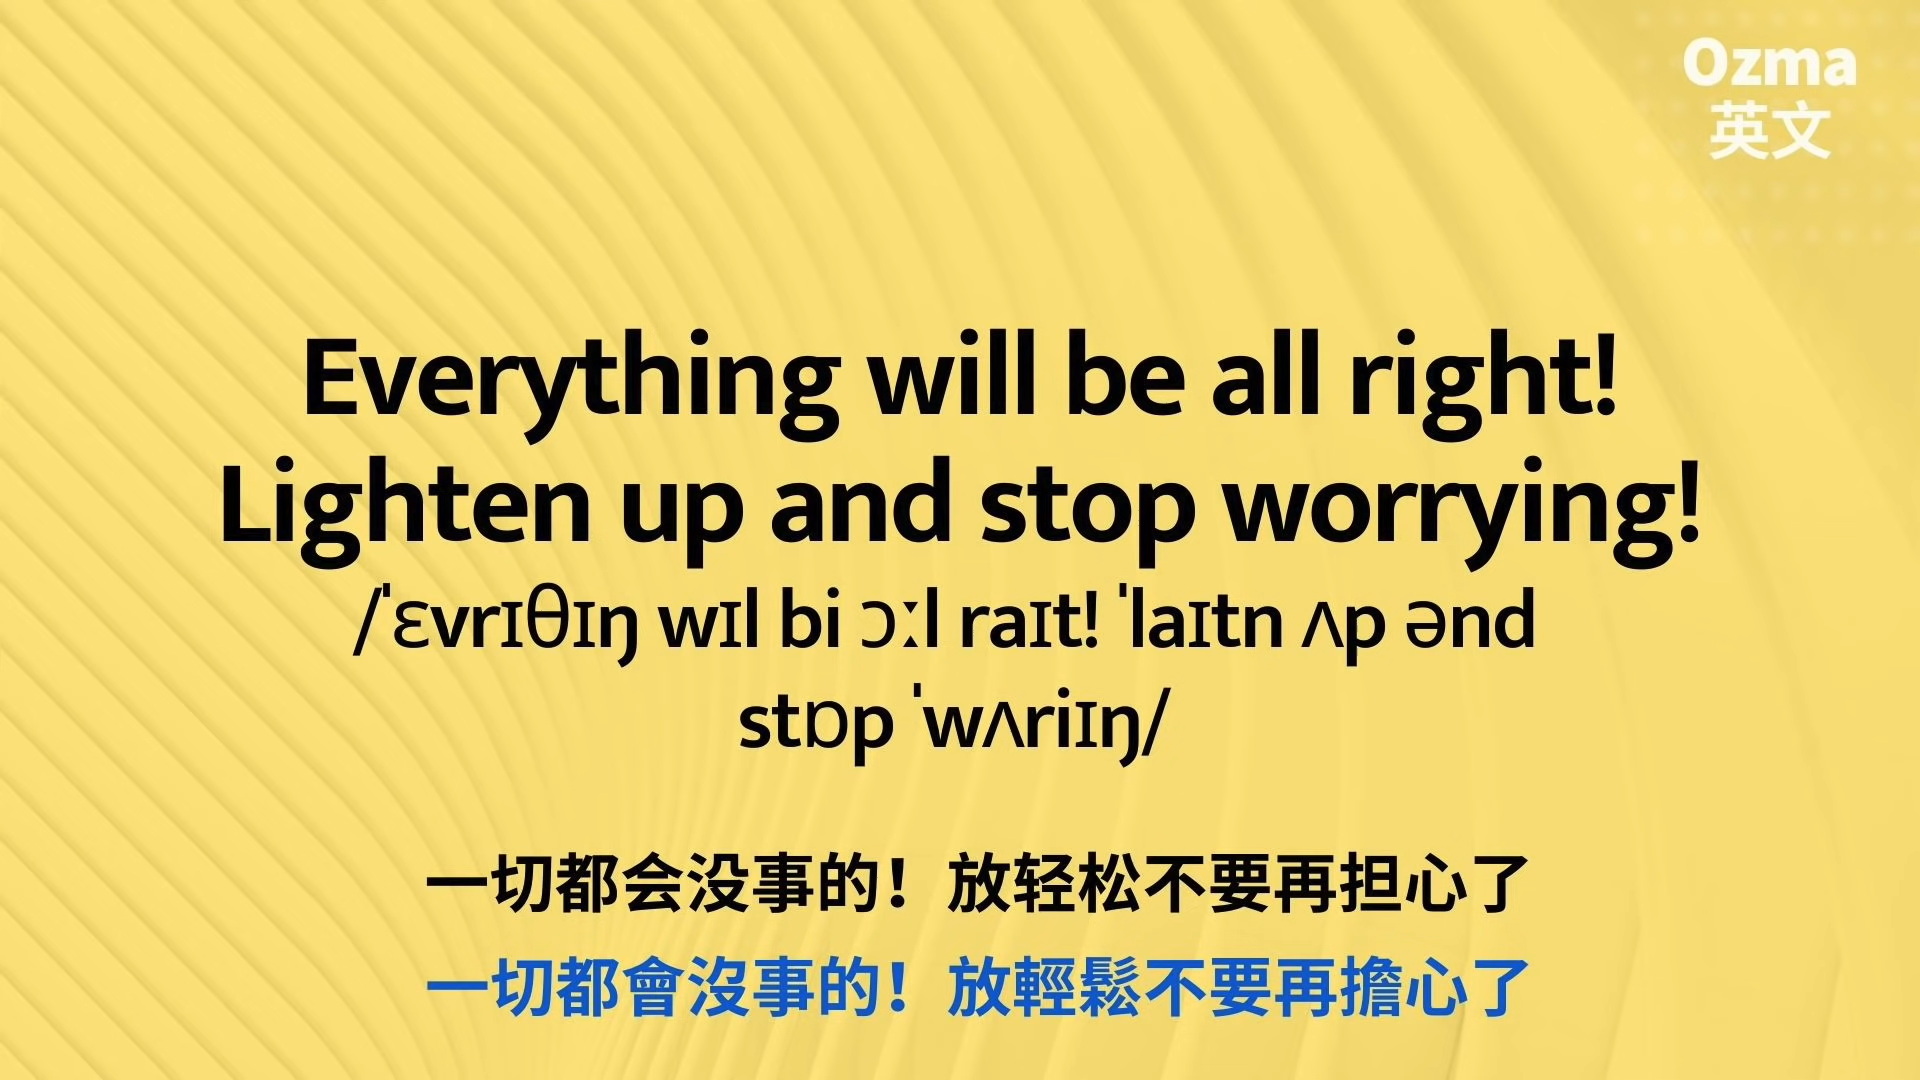 Ozma
英文
Everything will be all right!
Lighten up and stop worrying!
/ˈɛvrɪθɪŋ wɪl bi ɔːl raɪt! ˈlaɪtn ʌp ənd
stɒp ˈwʌriɪŋ/
一切都会没事的！放轻松不要再担心了
一切都會沒事的！放輕鬆不要再擔心了